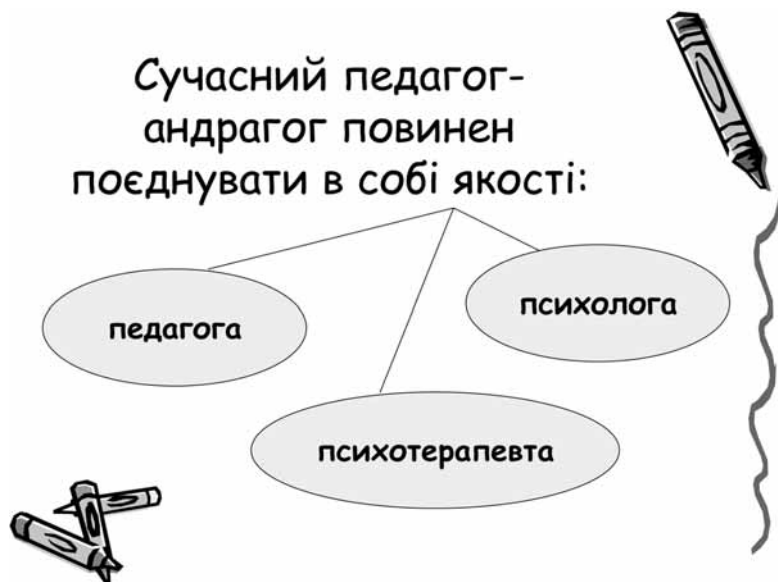 Сучасний педагог-
андрагог повинен
поєднувати в собі якості:
педагога
психолога
психотерапевта